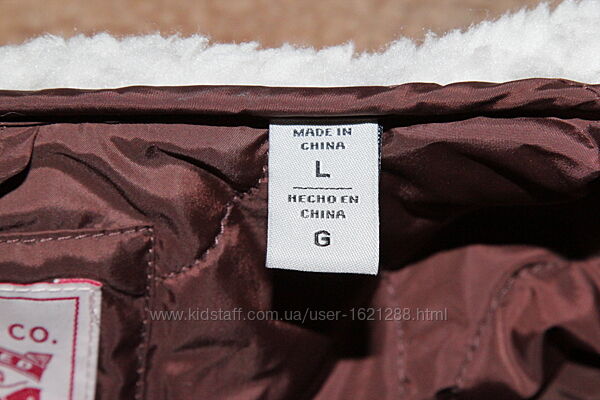 MADE IN
CHINA
L
HECHO EN
CHINA
G
www.kidstaff.com.ua/user-1621288.html
CO.